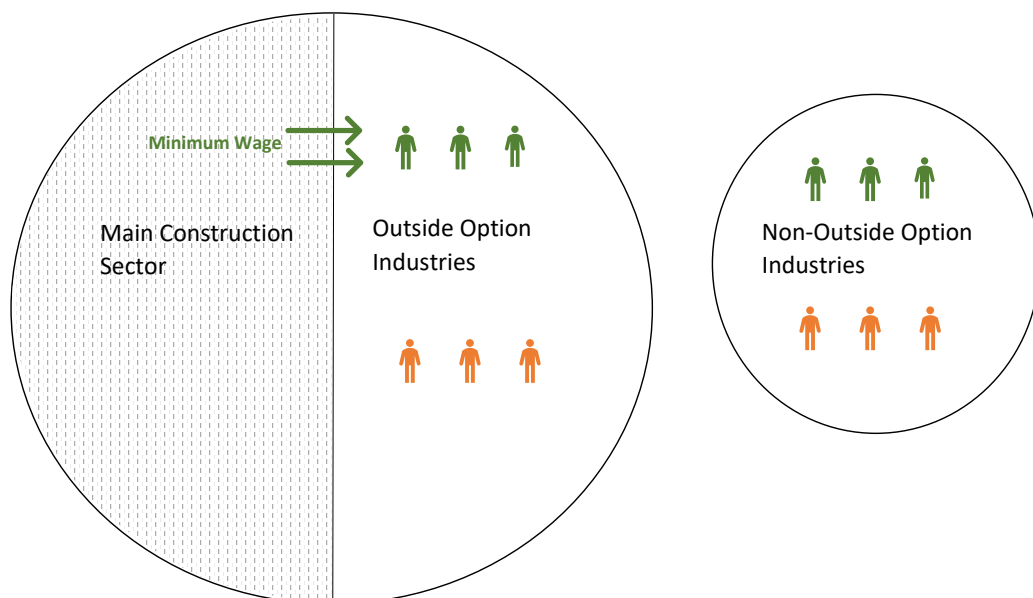 Minimum Wage
Main Construction
Sector
Outside Option
Industries
Non-Outside Option
Industries